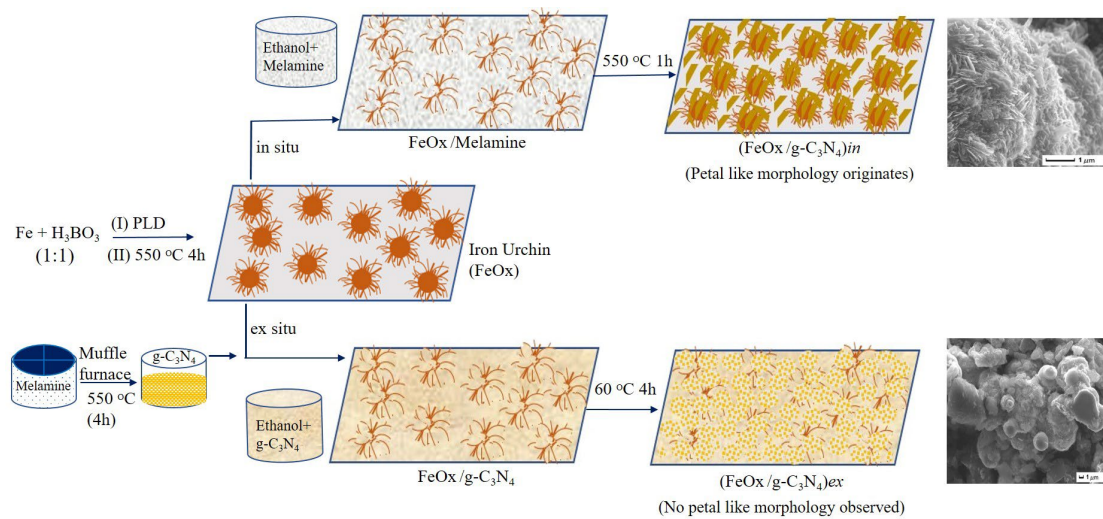 Ethanol+
Melamine
FeOx /Melamine
550 °C 1h
(FeOx /g-C₃N₄)in
(Petal like morphology originates)
1 µm
in situ
Fe + H₃BO₃
(1:1)
(I) PLD
(II) 550 °C 4h
Iron Urchin
(FeOx)
ex situ
Melamine
Muffle
furnace
550 °C
(4h)
g-C₃N₄
Ethanol+
g-C₃N₄
FeOx /g-C₃N₄
60 °C 4h
(FeOx /g-C₃N₄)ex
(No petal like morphology observed)
1 µm